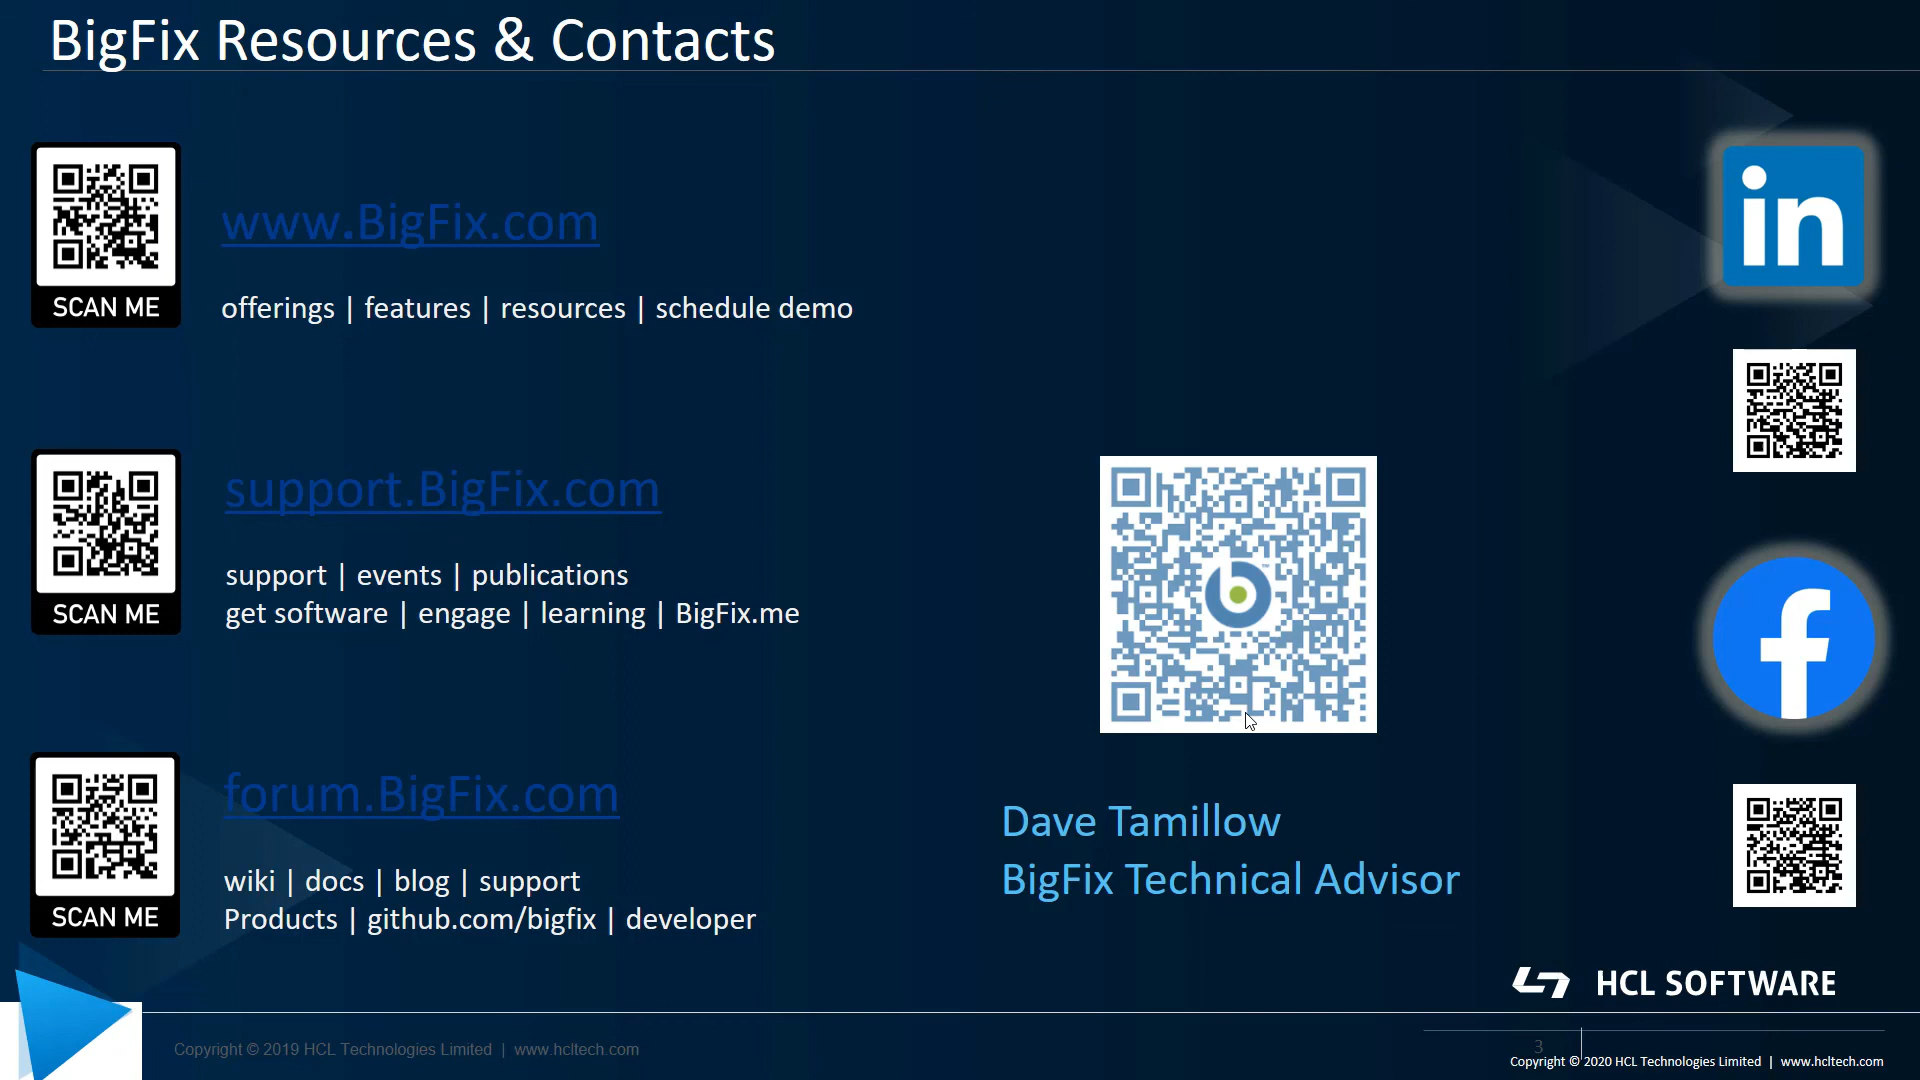 BigFix Resources & Contacts
SCAN ME
www.BigFix.com
offerings | features | resources | schedule demo
in
SCAN ME
support.BigFix.com
support | events | publications
get software | engage | learning | BigFix.me
b
f
SCAN ME
forum.BigFix.com
wiki | docs | blog | support
Products | github.com/bigfix | developer
Dave Tamillow
BigFix Technical Advisor
HCL SOFTWARE
Copyright © 2019 HCL Technologies Limited | www.hcltech.com
3
Copyright © 2020 HCL Technologies Limited | www.hcltech.com